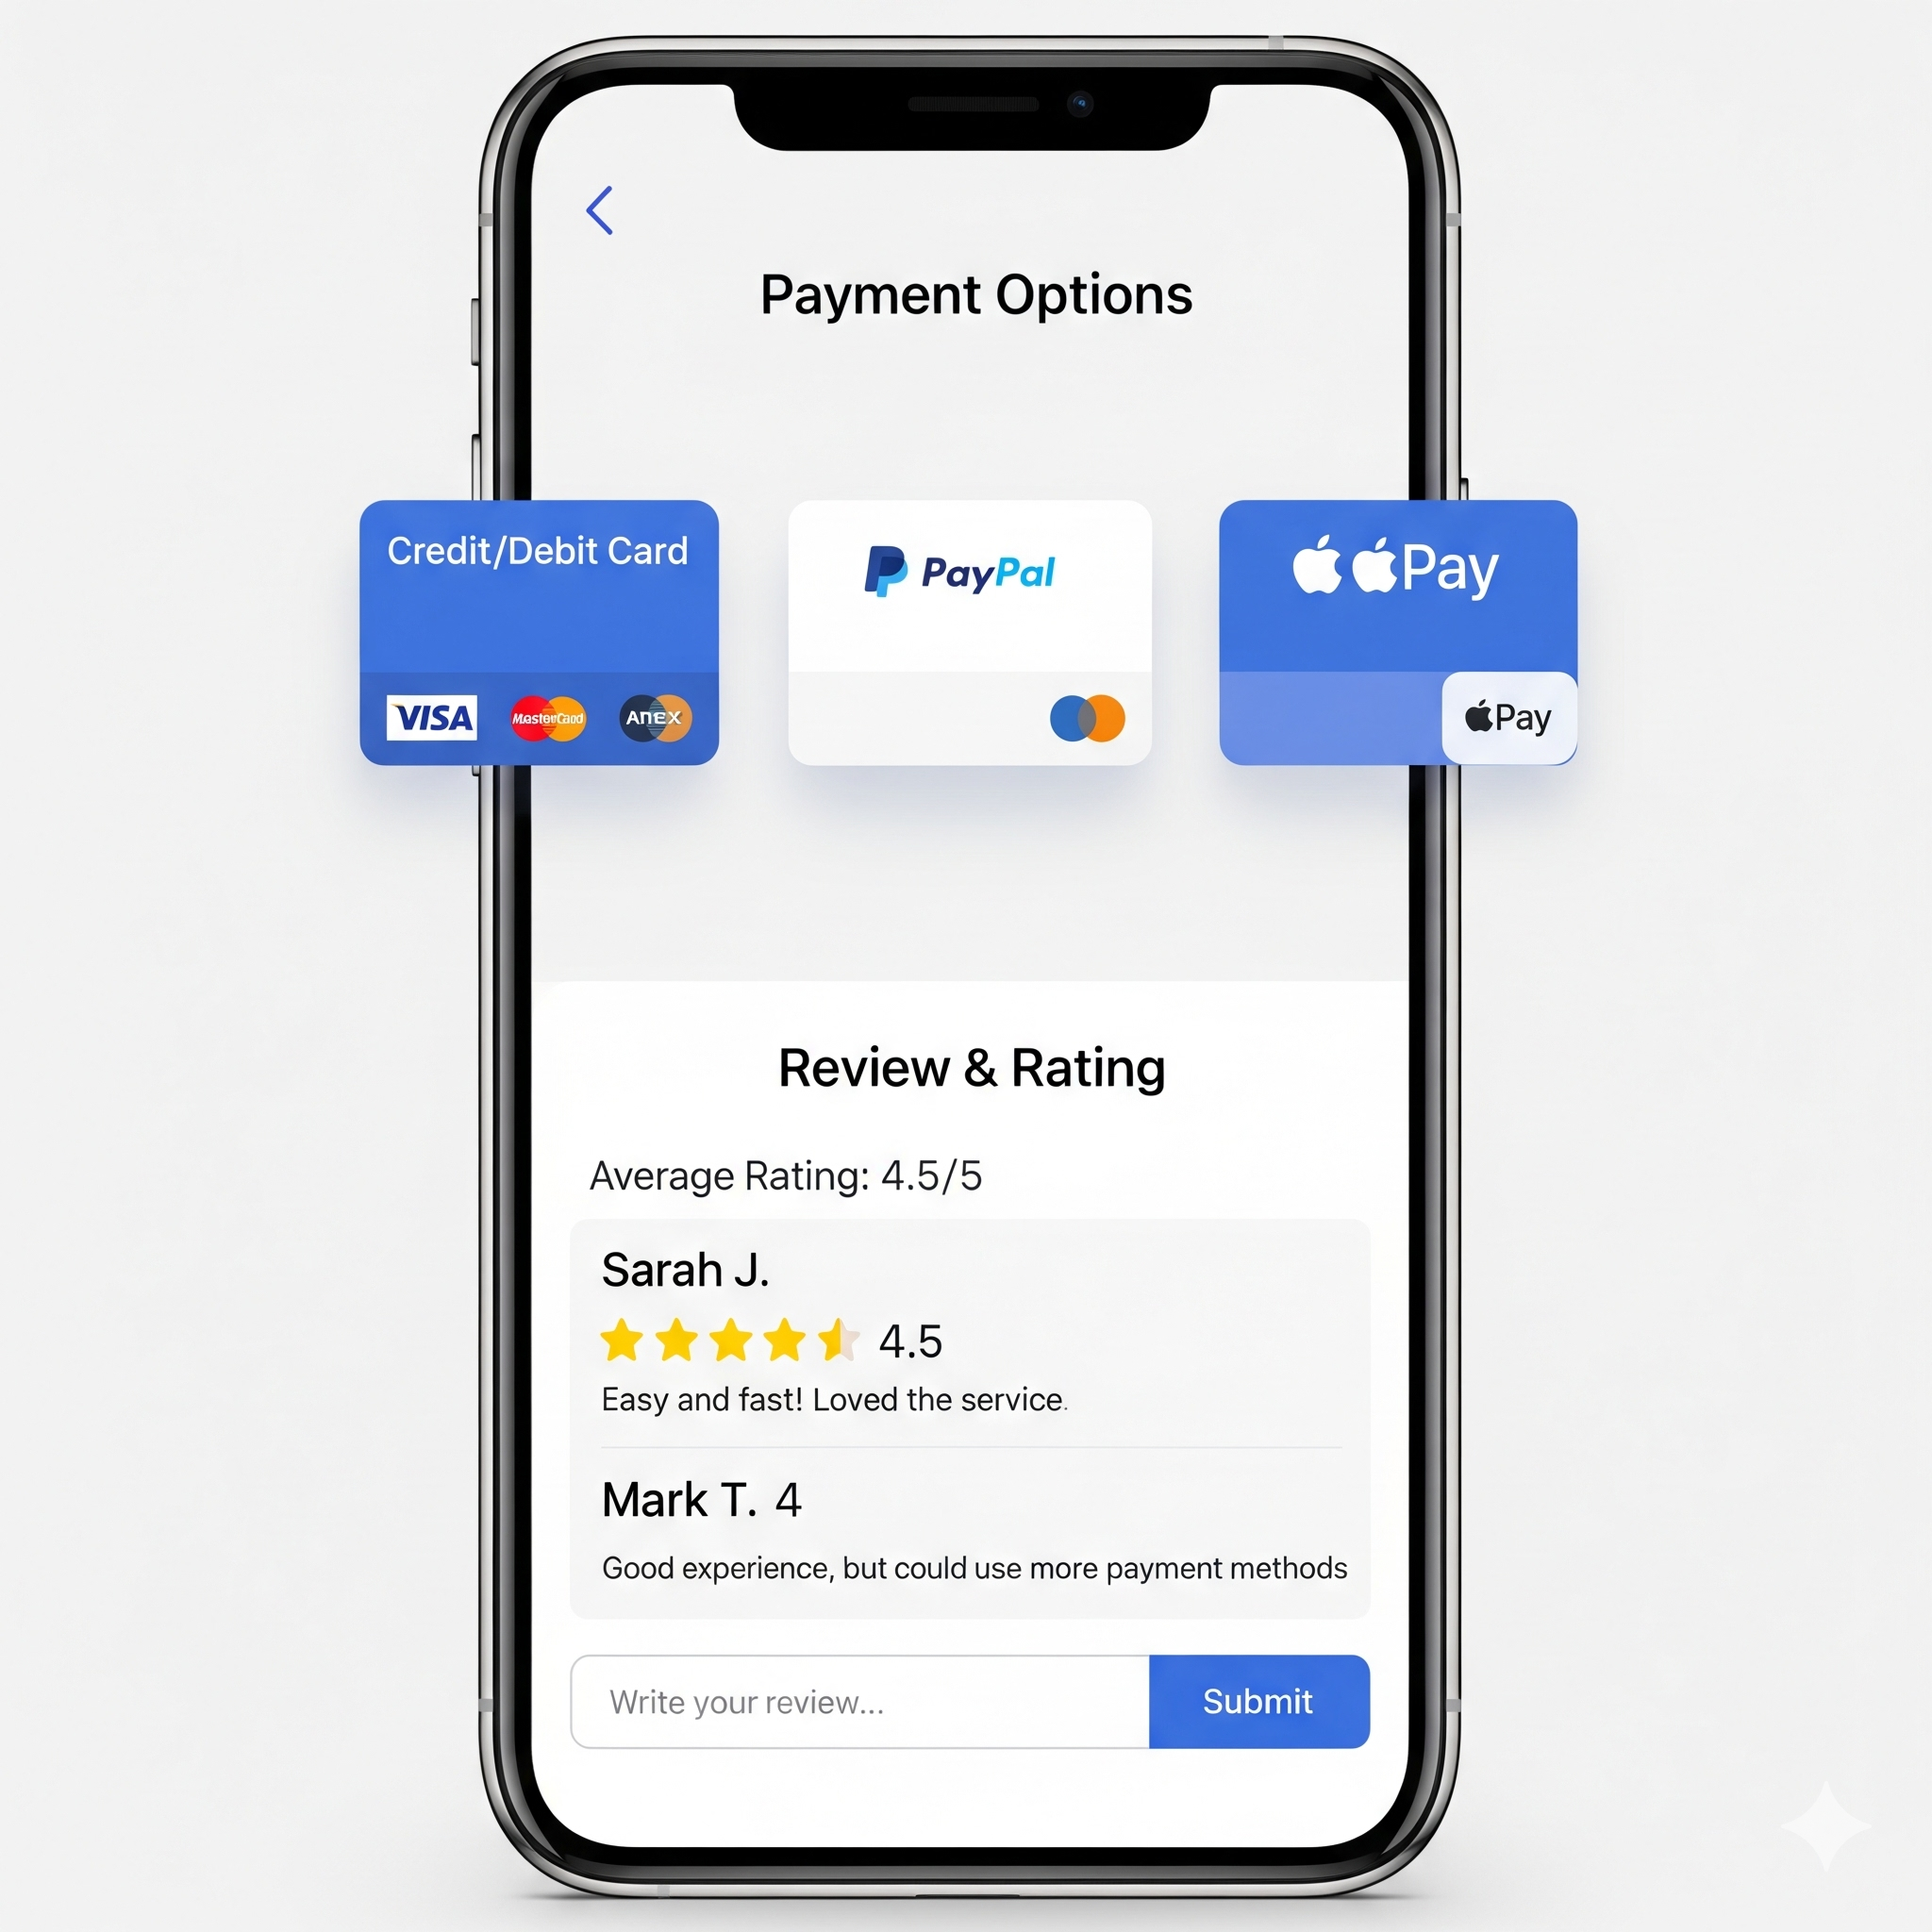 Payment Options
Credit/Debit Card
VISA MasterCard
PayPal
Pay
Pay
Review & Rating
Average Rating: 4.5/5
Sarah J.
4.5
Easy and fast! Loved the service.
Mark T. 4
Good experience, but could use more payment methods
Write your review...
Submit